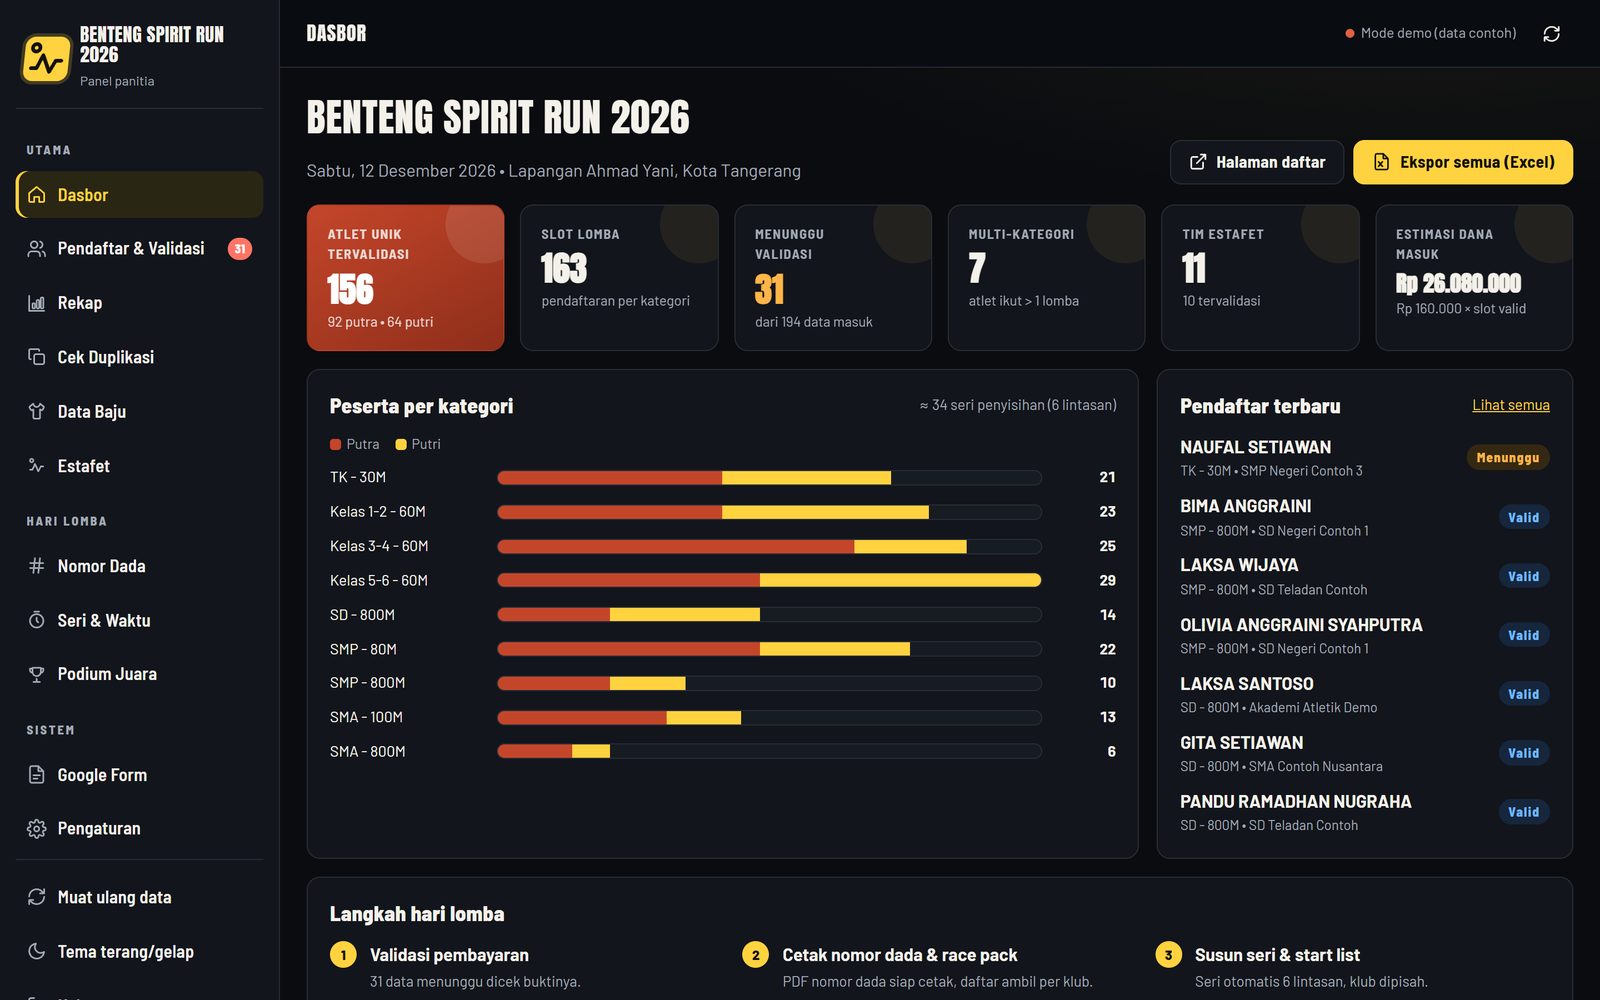 BENTENG SPIRIT RUN
2026
Panel panitia
UTAMA
Dasbor
Pendaftar & Validasi 31
Rekap
Cek Duplikasi
Data Baju
Estafet
HARI LOMBA
Nomor Dada
Seri & Waktu
Podium Juara
SISTEM
Google Form
Pengaturan
Muat ulang data
Tema terang/gelap
DASBOR
Mode demo (data contoh)
BENTENG SPIRIT RUN 2026
Sabtu, 12 Desember 2026 • Lapangan Ahmad Yani, Kota Tangerang
Halaman daftar
Ekspor semua (Excel)
ATLET UNIK
TERVALIDASI
156
92 putra • 64 putri
SLOT LOMBA
163
pendaftaran per kategori
MENUNGGU
VALIDASI
31
dari 194 data masuk
MULTI-KATEGORI
7
atlet ikut > 1 lomba
TIM ESTAFET
11
10 tervalidasi
ESTIMASI DANA
MASUK
Rp 26.080.000
Rp 160.000 × slot valid
Peserta per kategori
≈ 34 seri penyisihan (6 lintasan)
Putra Putri
TK - 30M 21
Kelas 1-2 - 60M 23
Kelas 3-4 - 60M 25
Kelas 5-6 - 60M 29
SD - 800M 14
SMP - 80M 22
SMP - 800M 10
SMA - 100M 13
SMA - 800M 6
Pendaftar terbaru
Lihat semua
NAUFAL SETIAWAN
TK - 30M • SMP Negeri Contoh 3
Menunggu
BIMA ANGGRAINI
SMP - 800M • SD Negeri Contoh 1
Valid
LAKSA WIJAYA
SMP - 800M • SD Teladan Contoh
Valid
OLIVIA ANGGRAINI SYAHPUTRA
SMP - 800M • SD Negeri Contoh 1
Valid
LAKSA SANTOSO
SD - 800M • Akademi Atletik Demo
Valid
GITA SETIAWAN
SD - 800M • SMA Contoh Nusantara
Valid
PANDU RAMADHAN NUGRAHA
SD - 800M • SD Teladan Contoh
Valid
Langkah hari lomba
1 Validasi pembayaran
31 data menunggu dicek buktinya.
2 Cetak nomor dada & race pack
PDF nomor dada siap cetak, daftar ambil per klub.
3 Susun seri & start list
Seri otomatis 6 lintasan, klub dipisah.